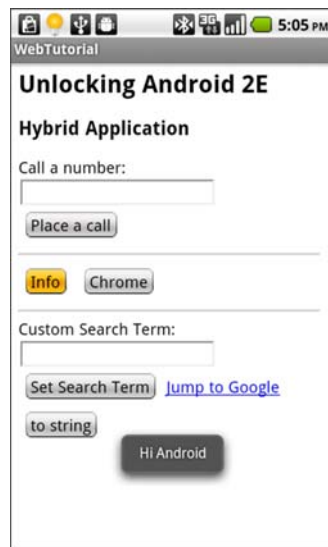 3G 5:05 PM
WebTutorial
Unlocking Android 2E
Hybrid Application
Call a number:
Place a call
Info Chrome
Custom Search Term:
Set Search Term Jump to Google
to string
Hi Android